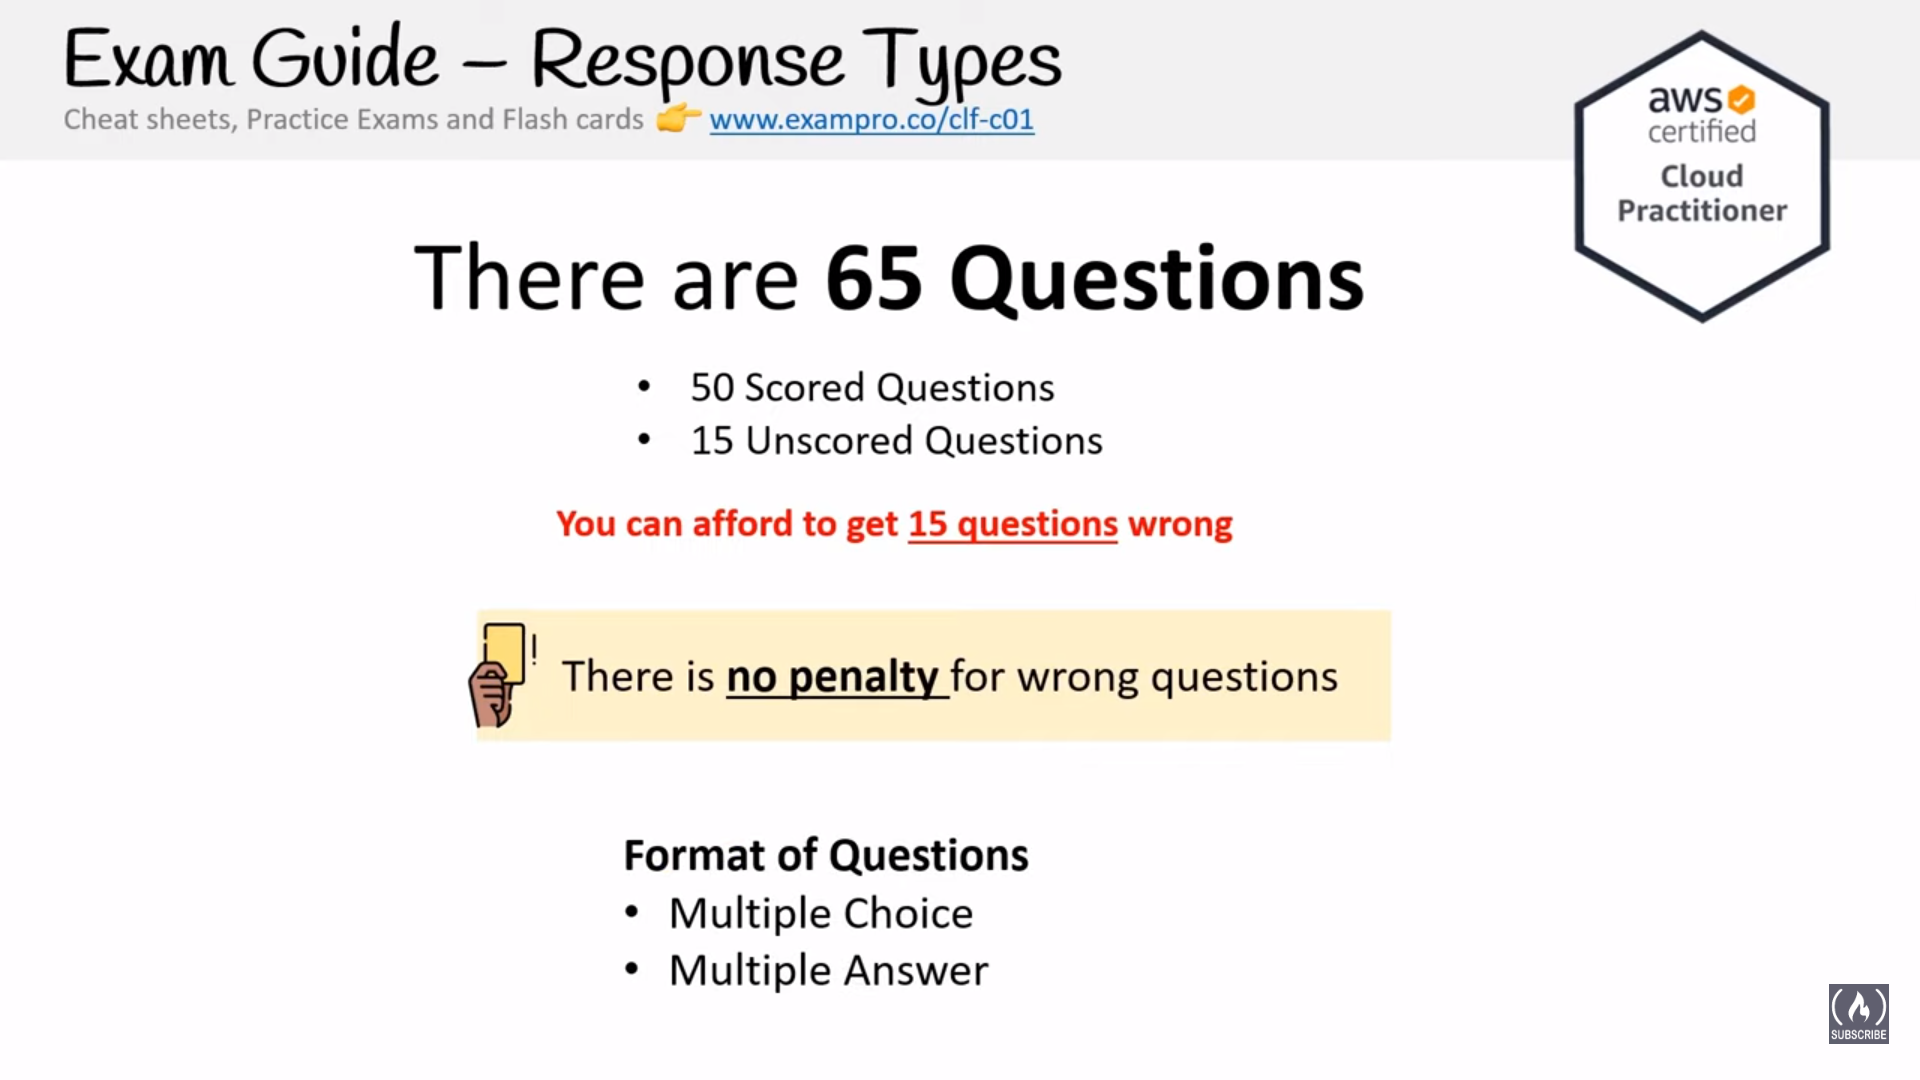 Exam Guide – Response Types
Cheat sheets, Practice Exams and Flash cards 👉 www.exampro.co/clf-c01
aws
certified
Cloud
Practitioner
There are 65 Questions
• 50 Scored Questions
• 15 Unscored Questions
You can afford to get 15 questions wrong
There is no penalty for wrong questions
Format of Questions
• Multiple Choice
• Multiple Answer
SUBSCRIBE